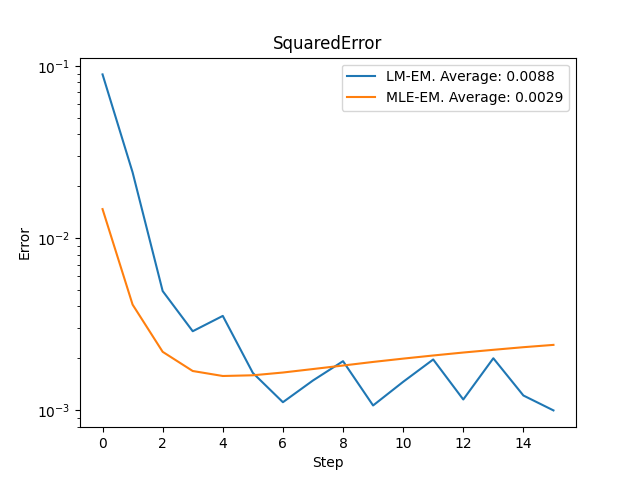 SquaredError
LM-EM. Average: 0.0088
MLE-EM. Average: 0.0029
Error
10⁻¹
10⁻²
10⁻³
0 2 4 6 8 10 12 14
Step